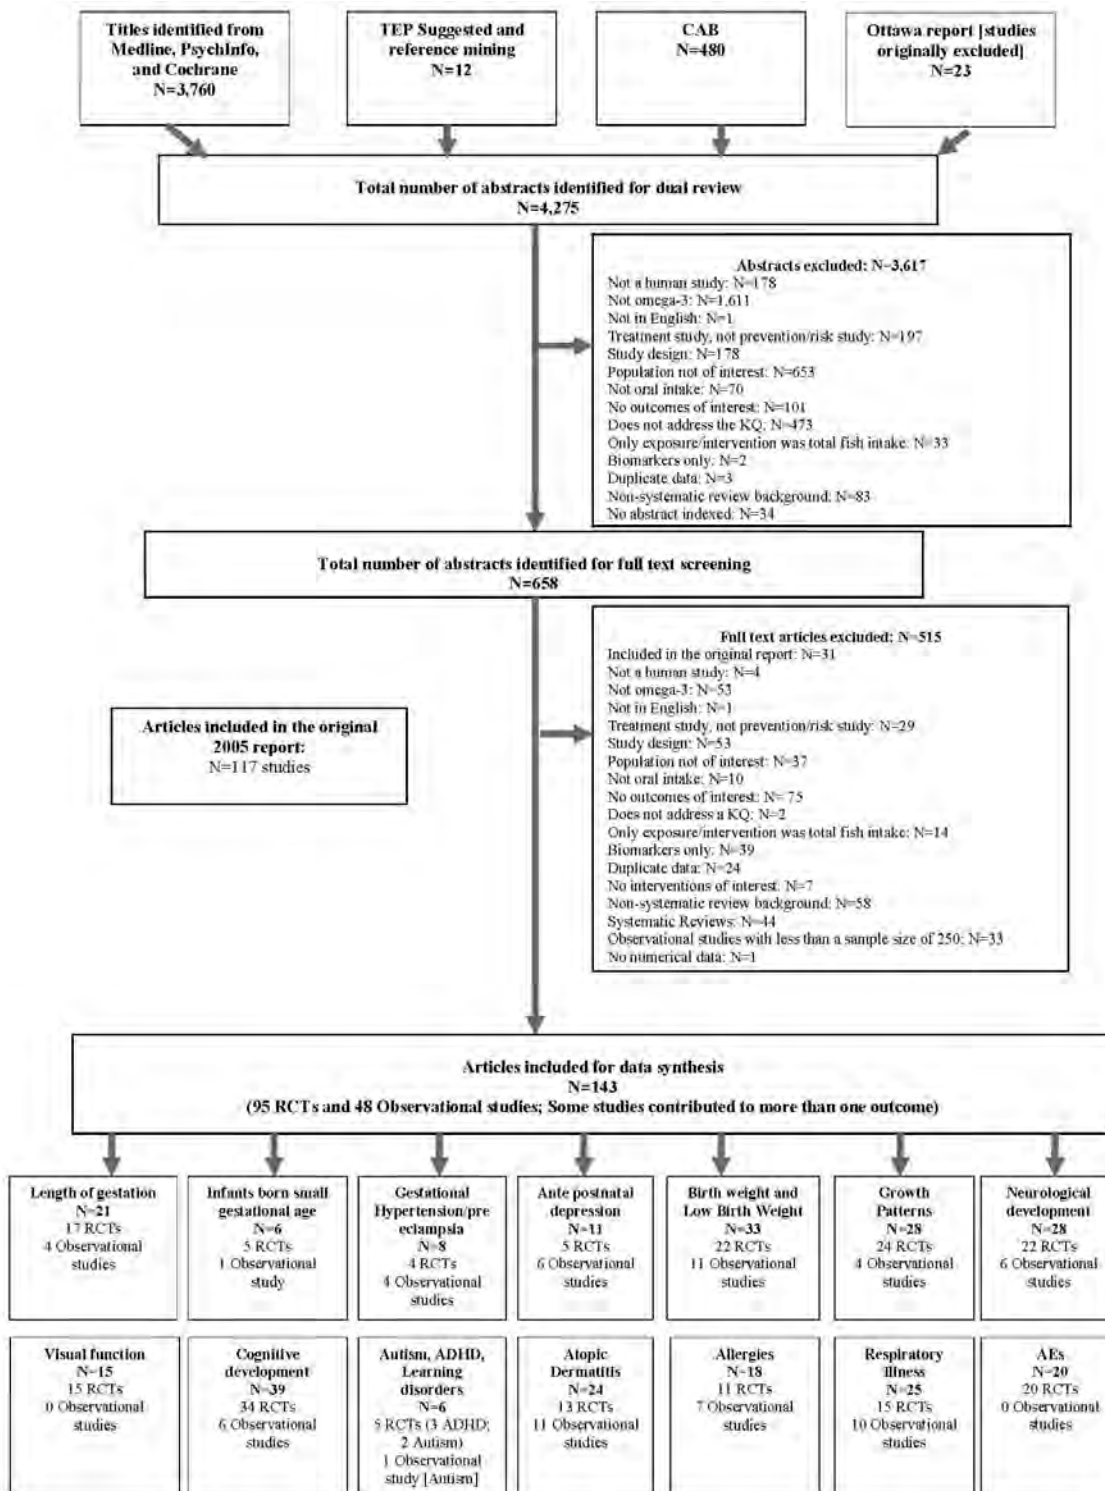 Titles identified from
Medline, PsychInfo,
and Cochrane
N=3,760
TEP Suggested and
reference mining
N=12
CAB
N=480
Ottawa report [studies
originally excluded]
N=23
Total number of abstracts identified for dual review
N=4,275
Abstracts excluded: N=3,617
Not a human study: N=178
Not omega-3: N=1,611
Not in English: N=1
Treatment study, not prevention/risk study: N=197
Study design: N=178
Population not of interest: N=653
Not oral intake: N=70
No outcomes of interest: N=101
Does not address the KQ: N=473
Only exposure/intervention was total fish intake: N=33
Biomarkers only: N=2
Duplicate data: N=3
Non-systematic review background: N=83
No abstract indexed: N=34
Total number of abstracts identified for full text screening
N=658
Full text articles excluded: N=515
Included in the original report: N=31
Not a human study: N=4
Not omega-3: N=53
Not in English: N=1
Treatment study, not prevention/risk study: N=29
Study design: N=53
Population not of interest: N=37
Not oral intake: N=10
No outcomes of interest: N= 75
Does not address a KQ: N=2
Only exposure/intervention was total fish intake: N=14
Biomarkers only: N=39
Duplicate data: N=24
No interventions of interest: N=7
Non-systematic review background: N=58
Systematic Reviews: N=44
Observational studies with less than a sample size of 250: N=33
No numerical data: N=1
Articles included in the original
2005 report:
N=117 studies
Articles included for data synthesis
N=143
(95 RCTs and 48 Observational studies; Some studies contributed to more than one outcome)
Length of gestation
N=21
17 RCTs
4 Observational
studies
Infants born small
gestational age
N=6
5 RCTs
1 Observational
study
Gestational
Hypertension/pre
eclampsia
N=8
4 RCTs
4 Observational
studies
Ante postnatal
depression
N=11
5 RCTs
6 Observational
studies
Birth weight and
Low Birth Weight
N=33
22 RCTs
11 Observational
studies
Growth
Patterns
N=28
24 RCTs
4 Observational
studies
Neurological
development
N=28
22 RCTs
6 Observational
studies
Visual function
N=15
15 RCTs
0 Observational
studies
Cognitive
development
N=39
34 RCTs
6 Observational
studies
Autism, ADHD,
Learning
disorders
N=6
5 RCTs (3 ADHD;
2 Autism)
1 Observational
study [Autism]
Atopic
Dermatitis
N=24
13 RCTs
11 Observational
studies
Allergies
N=18
11 RCTs
7 Observational
studies
Respiratory
Illness
N=25
15 RCTs
10 Observational
studies
AEs
N=20
20 RCTs
0 Observational
studies